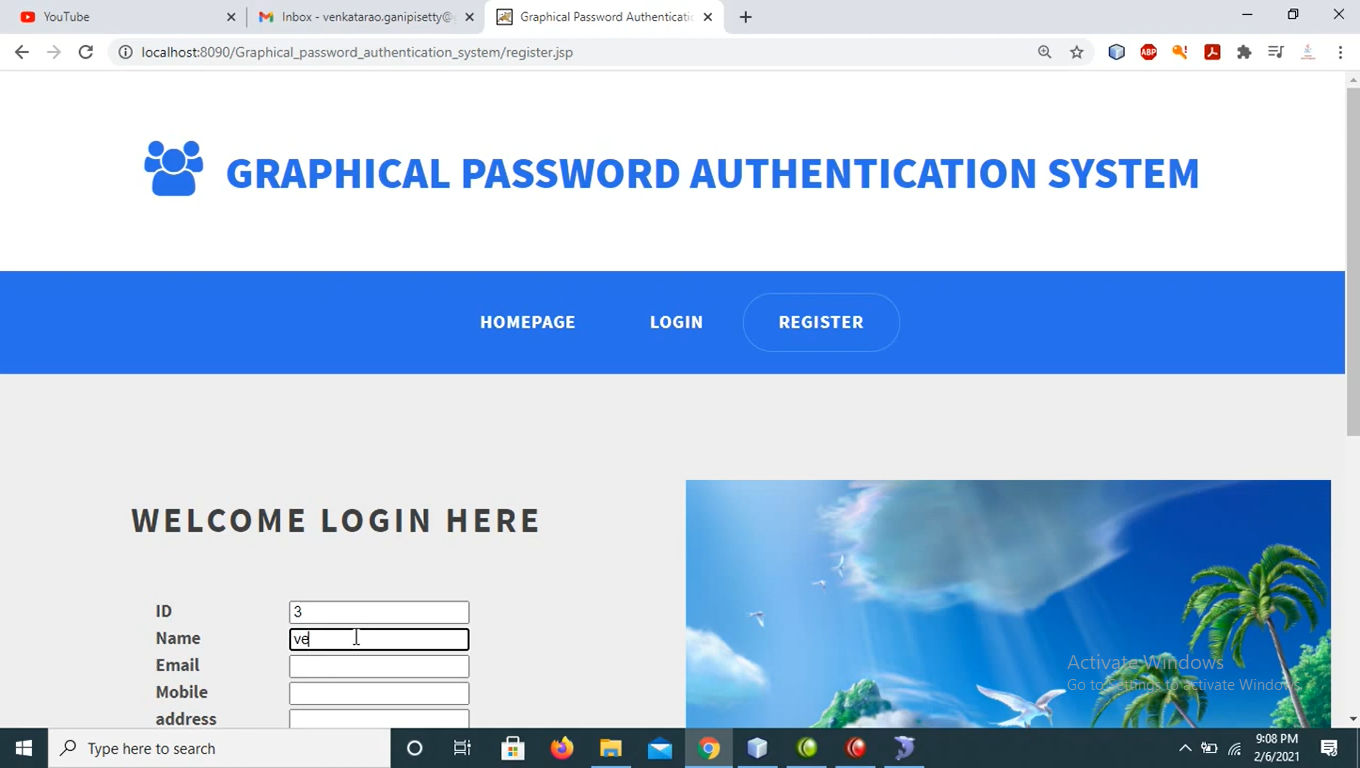 YouTube
Inbox - venkatarao.ganipisetty@
Graphical Password Authenticatic
localhost:8090/Graphical_password_authentication_system/register.jsp
ABP
GRAPHICAL PASSWORD AUTHENTICATION SYSTEM
HOMEPAGE
LOGIN
REGISTER
WELCOME LOGIN HERE
ID
3
Name
ve
Email
Mobile
address
Activate Windows
Go to Settings to activate Windows.
Type here to search
9:08 PM
2/6/2021